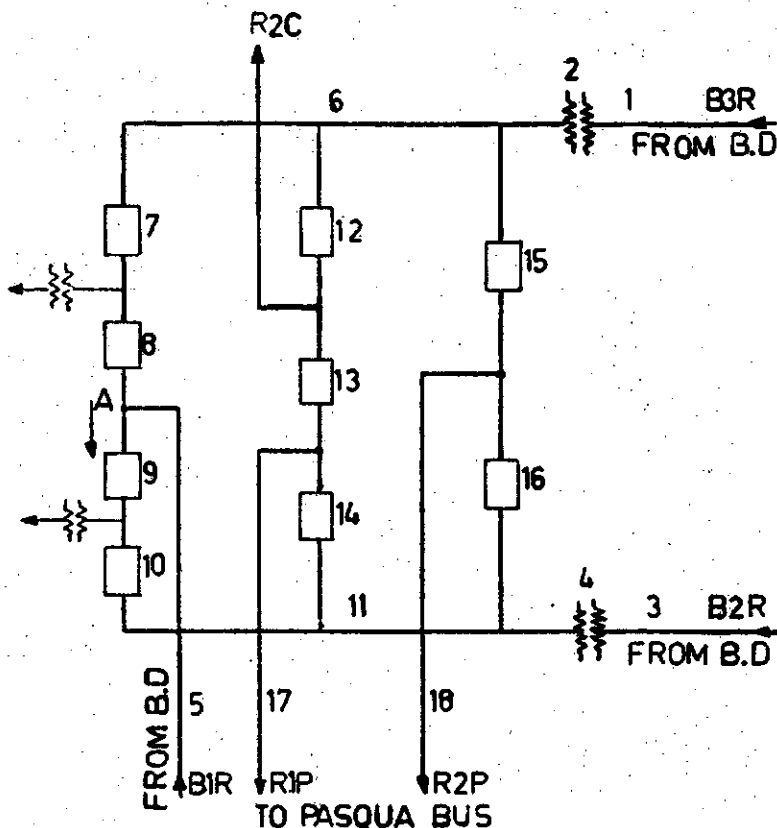 R2C
6
2
1
B3R
FROM B.D
7
12
15
8
13
A
9
16
14
10
11
4
3
B2R
FROM B.D
FROM B.D
5
17
18
B1R
R1P
R2P
TO PASQUA BUS